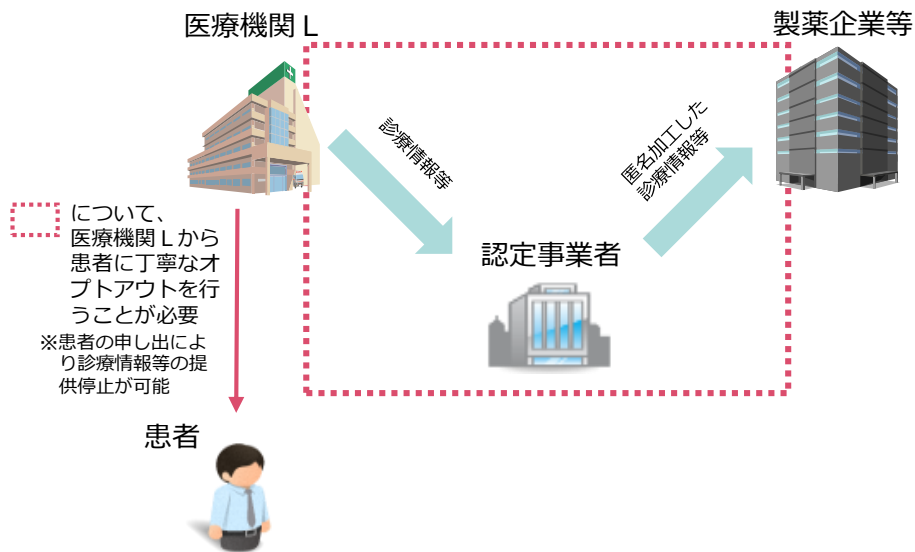 医療機関Ｌ
製薬企業等
診療情報等
匿名加工した
診療情報等
認定事業者
について、
医療機関Ｌから
患者に丁寧なオ
プトアウトを行
うことが必要
※患者の申し出によ
り診療情報等の提
供停止が可能
患者